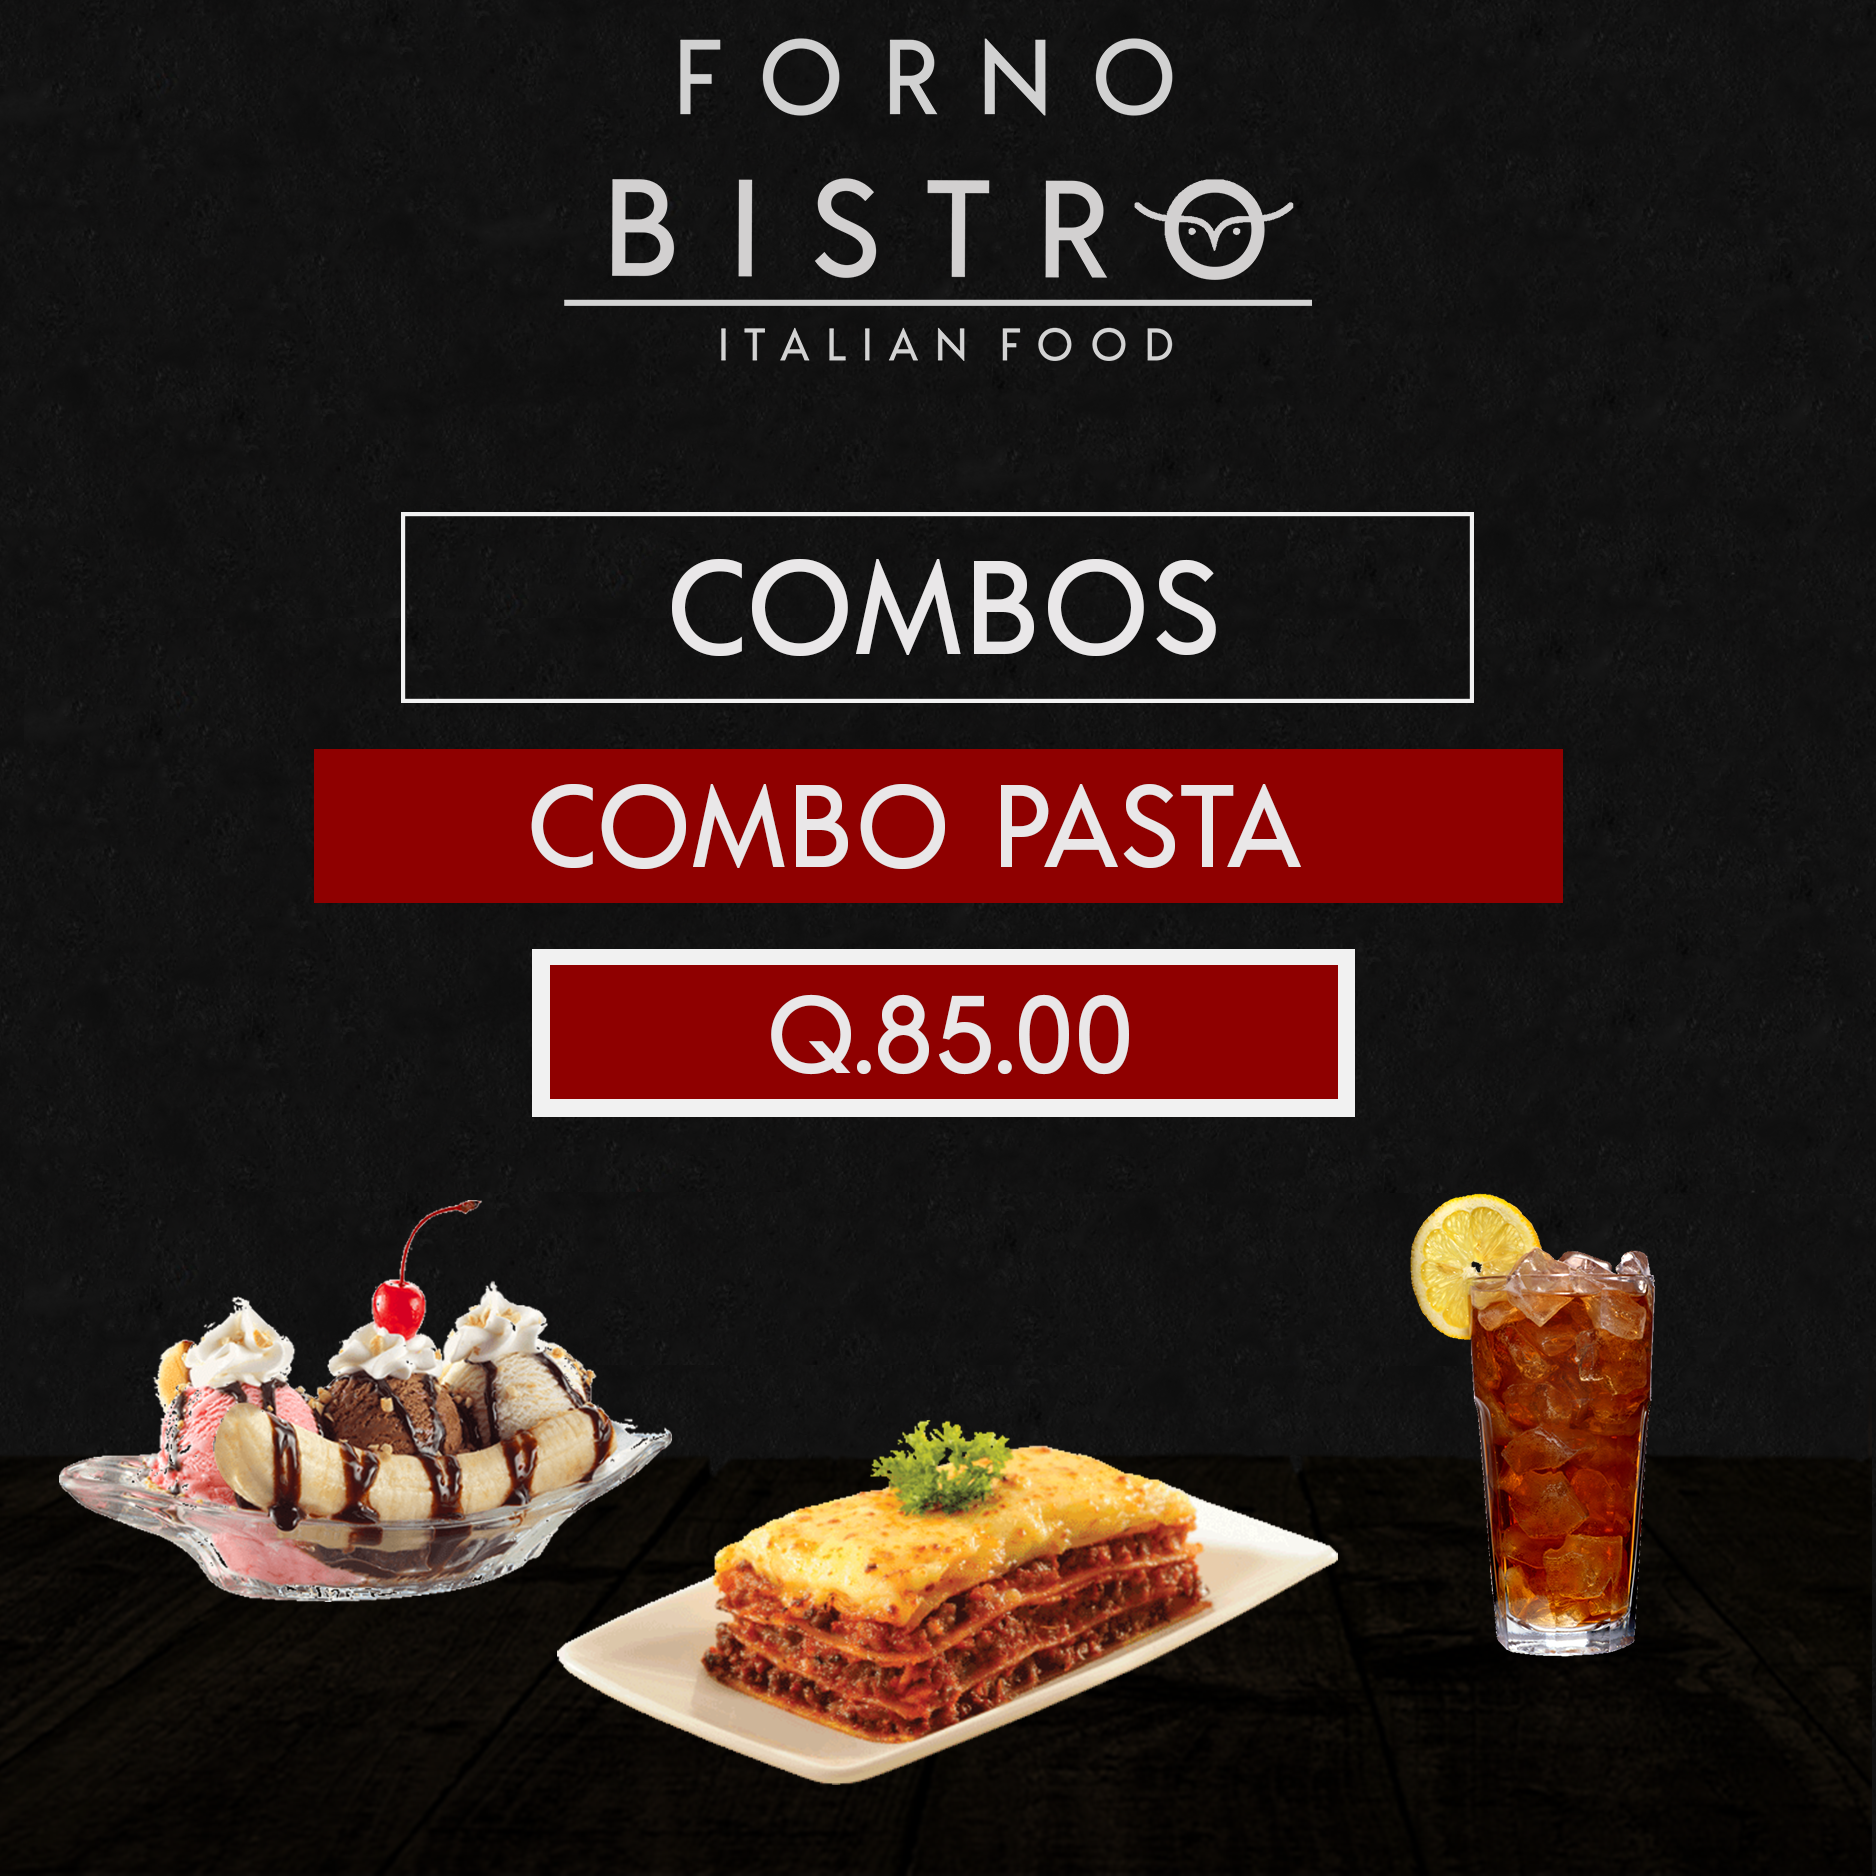 FORNO
BISTRO
ITALIAN FOOD
COMBOS
COMBO PASTA
Q.85.00